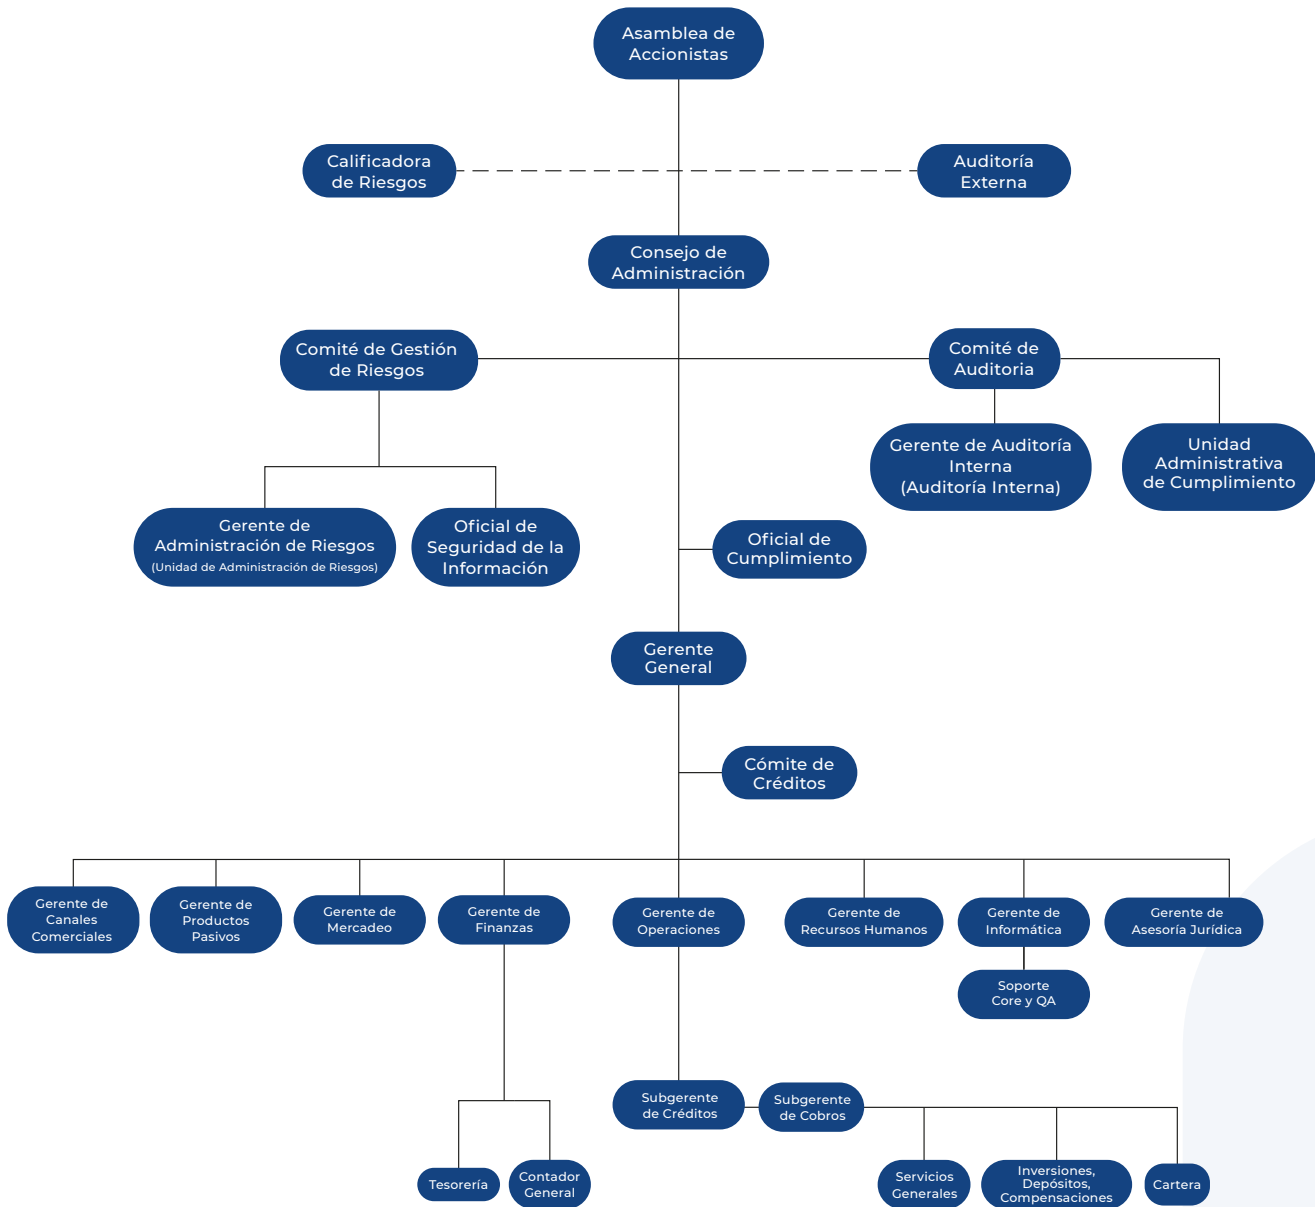 Asamblea de
Accionistas
Calificadora
de Riesgos
Auditoría
Externa
Consejo de
Administración
Comité de Gestión
de Riesgos
Comité de
Auditoria
Gerente de Auditoría
Interna
(Auditoría Interna)
Unidad
Administrativa
de Cumplimiento
Gerente de
Administración de Riesgos
(Unidad de Administración de Riesgos)
Oficial de
Seguridad de la
Información
Oficial de
Cumplimiento
Gerente
General
Cómite de
Créditos
Gerente de
Canales
Comerciales
Gerente de
Productos
Pasivos
Gerente de
Mercadeo
Gerente de
Finanzas
Gerente de
Operaciones
Gerente de
Recursos Humanos
Gerente de
Informática
Gerente de
Asesoría Jurídica
Soporte
Core y QA
Subgerente
de Créditos
Subgerente
de Cobros
Tesorería
Contador
General
Servicios
Generales
Inversiones,
Depósitos,
Compensaciones
Cartera